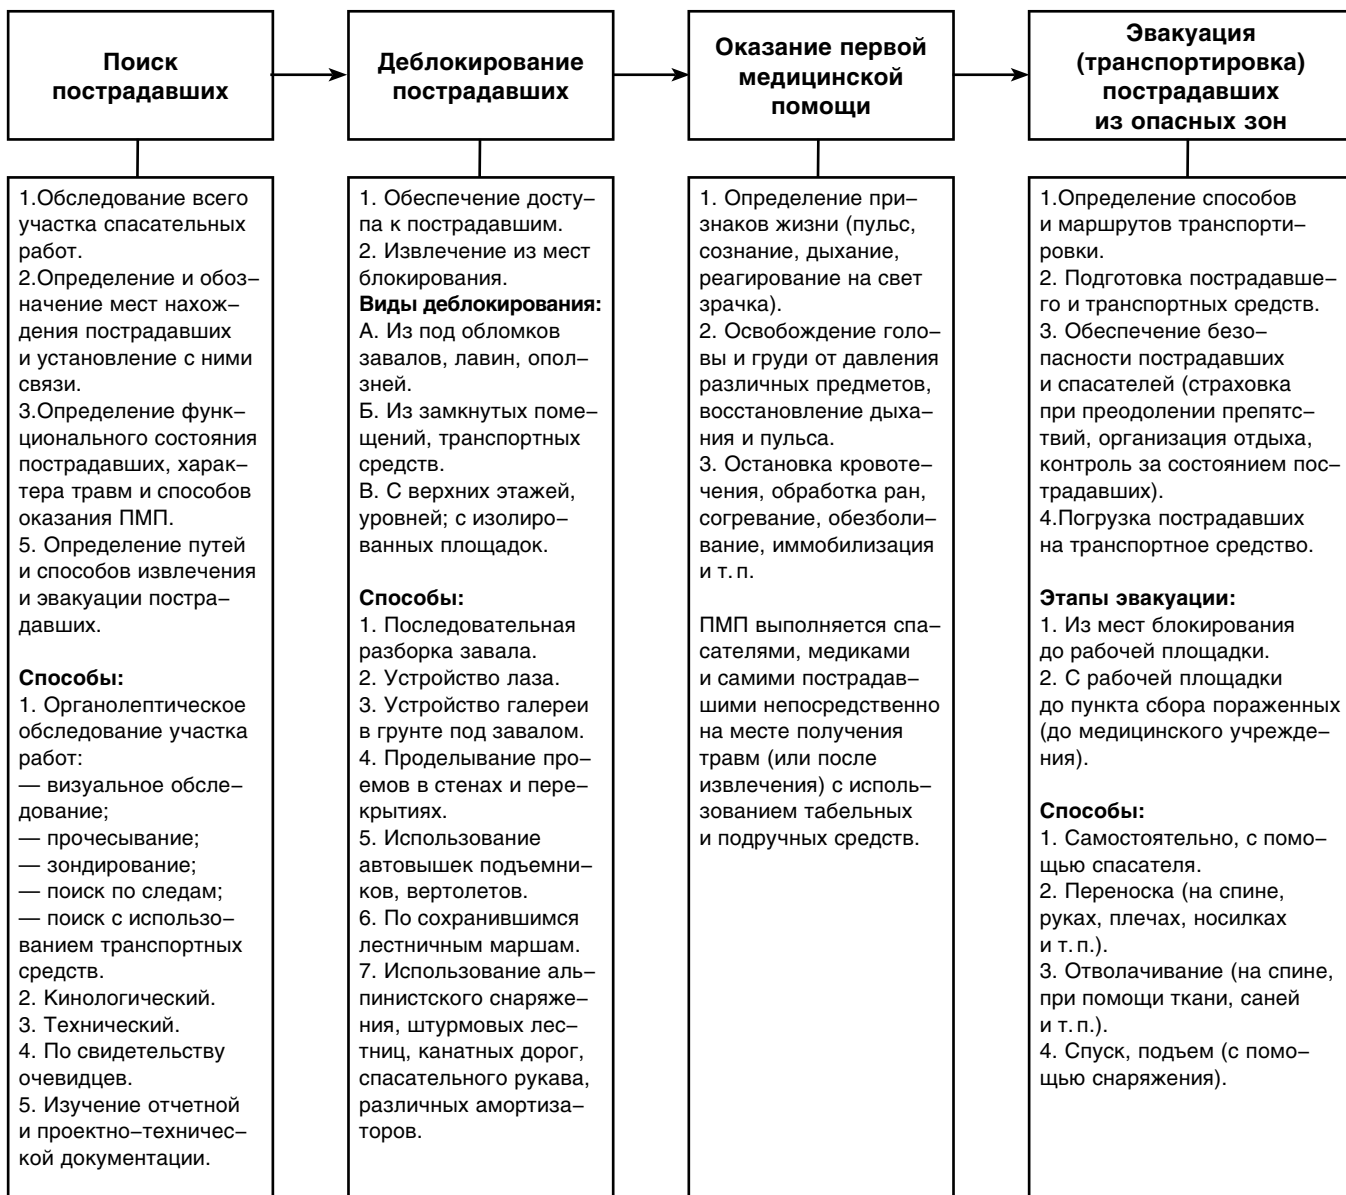 Поиск
пострадавших
Деблокирование
пострадавших
Оказание первой
медицинской
помощи
Эвакуация
(транспортировка)
пострадавших
из опасных зон
1.Обследование всего
участка спасательных
работ.
2.Определение и обоз–
начение мест нахож–
дения пострадавших
и установление с ними
связи.
3.Определение функ–
ционального состояния
пострадавших, харак–
тера травм и способов
оказания ПМП.
5. Определение путей
и способов извлечения
и эвакуации постра–
давших.
Способы:
1. Органолептическое
обследование участка
работ:
— визуальное обсле–
дование;
— прочесывание;
— зондирование;
— поиск по следам;
— поиск с использо–
ванием транспортных
средств.
2. Кинологический.
3. Технический.
4. По свидетельству
очевидцев.
5. Изучение отчетной
и проектно–техничес–
кой документации.
1. Обеспечение досту–
па к пострадавшим.
2. Извлечение из мест
блокирования.
Виды деблокирования:
А. Из под обломков
завалов, лавин, опол–
зней.
Б. Из замкнутых поме–
щений, транспортных
средств.
В. С верхних этажей,
уровней; с изолиро–
ванных площадок.
Способы:
1. Последовательная
разборка завала.
2. Устройство лаза.
3. Устройство галереи
в грунте под завалом.
4. Проделывание про–
емов в стенах и пере–
крытиях.
5. Использование
автовышек подъемни–
ков, вертолетов.
6. По сохранившимся
лестничным маршам.
7. Использование аль–
пинистского снаряже–
ния, штурмовых лес–
тниц, канатных дорог,
спасательного рукава,
различных амортиза–
торов.
1. Определение при–
знаков жизни (пульс,
сознание, дыхание,
реагирование на свет
зрачка).
2. Освобождение голо–
вы и груди от давления
различных предметов,
восстановление дыха–
ния и пульса.
3. Остановка кровоте–
чения, обработка ран,
согревание, обезболи–
вание, иммобилизация
и т. п.
ПМП выполняется спа–
сателями, медиками
и самими пострадав–
шими непосредственно
на месте получения
травм (или после
извлечения) с исполь–
зованием табельных
и подручных средств.
1.Определение способов
и маршрутов транспорти–
ровки.
2. Подготовка пострадавше–
го и транспортных средств.
3. Обеспечение безо–
пасности пострадавших
и спасателей (страховка
при преодолении препятс–
твий, организация отдыха,
контроль за состоянием пос–
традавших).
4.Погрузка пострадавших
на транспортное средство.
Этапы эвакуации:
1. Из мест блокирования
до рабочей площадки.
2. С рабочей площадки
до пункта сбора пораженных
(до медицинского учрежде–
ния).
Способы:
1. Самостоятельно, с помо–
щью спасателя.
2. Переноска (на спине,
руках, плечах, носилках
и т. п.).
3. Отволачивание (на спине,
при помощи ткани, саней
и т. п.).
4. Спуск, подъем (с помо–
щью снаряжения).